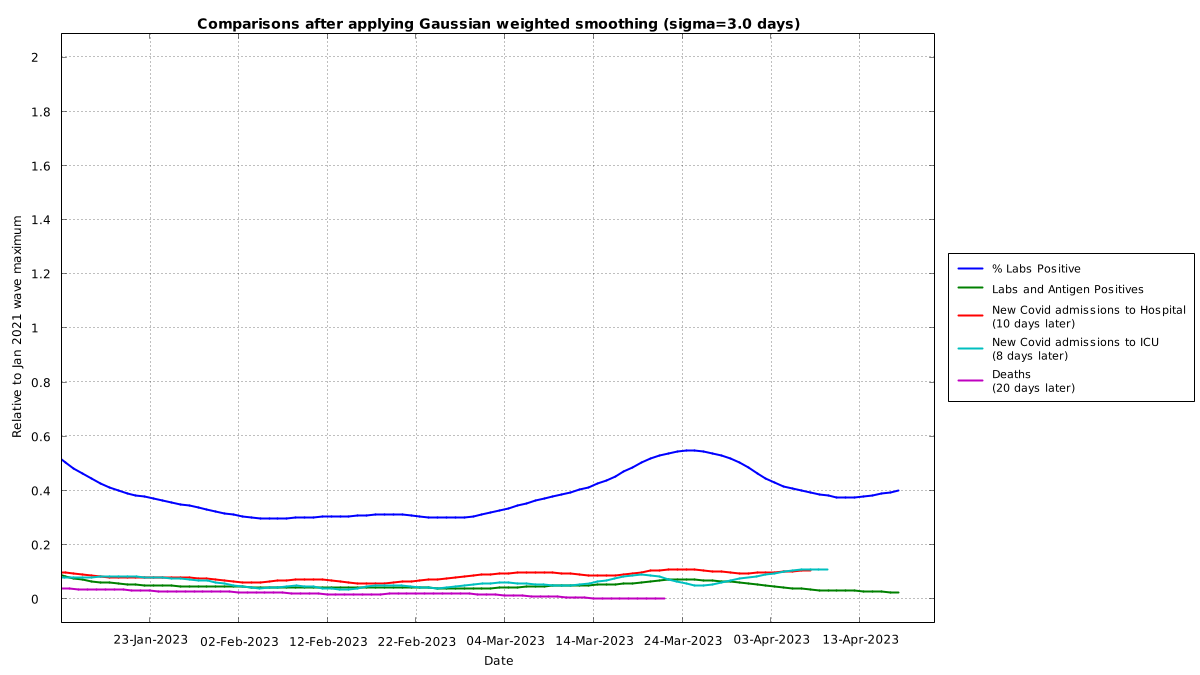 Comparisons after applying Gaussian weighted smoothing (sigma=3.0 days)
Relative to Jan 2021 wave maximum
2
1.8
1.6
1.4
1.2
1
0.8
0.6
0.4
0.2
0
23-Jan-2023 02-Feb-2023 12-Feb-2023 22-Feb-2023 04-Mar-2023 14-Mar-2023 24-Mar-2023 03-Apr-2023 13-Apr-2023
Date
% Labs Positive
Labs and Antigen Positives
New Covid admissions to Hospital
(10 days later)
New Covid admissions to ICU
(8 days later)
Deaths
(20 days later)